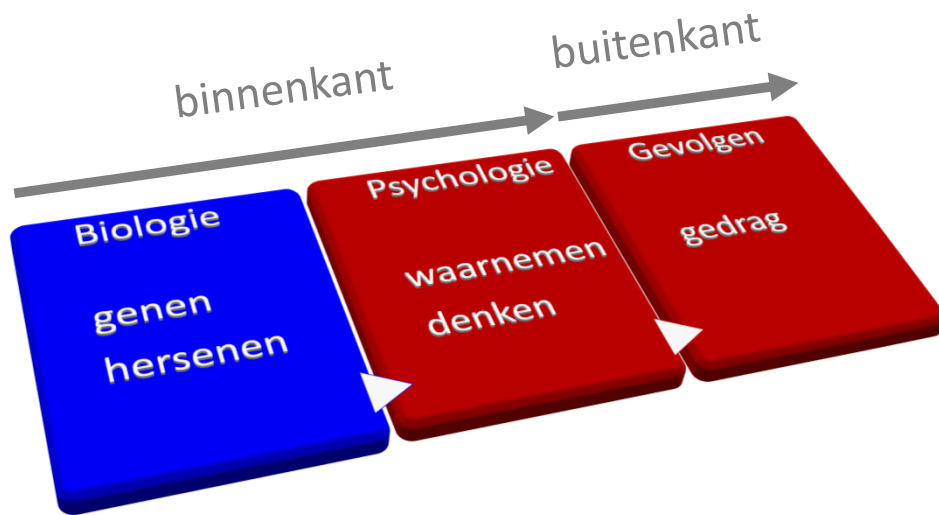 binnenkant
buitenkant
Biologie
genen
hersenen
Psychologie
waarnemen
denken
Gevolgen
gedrag